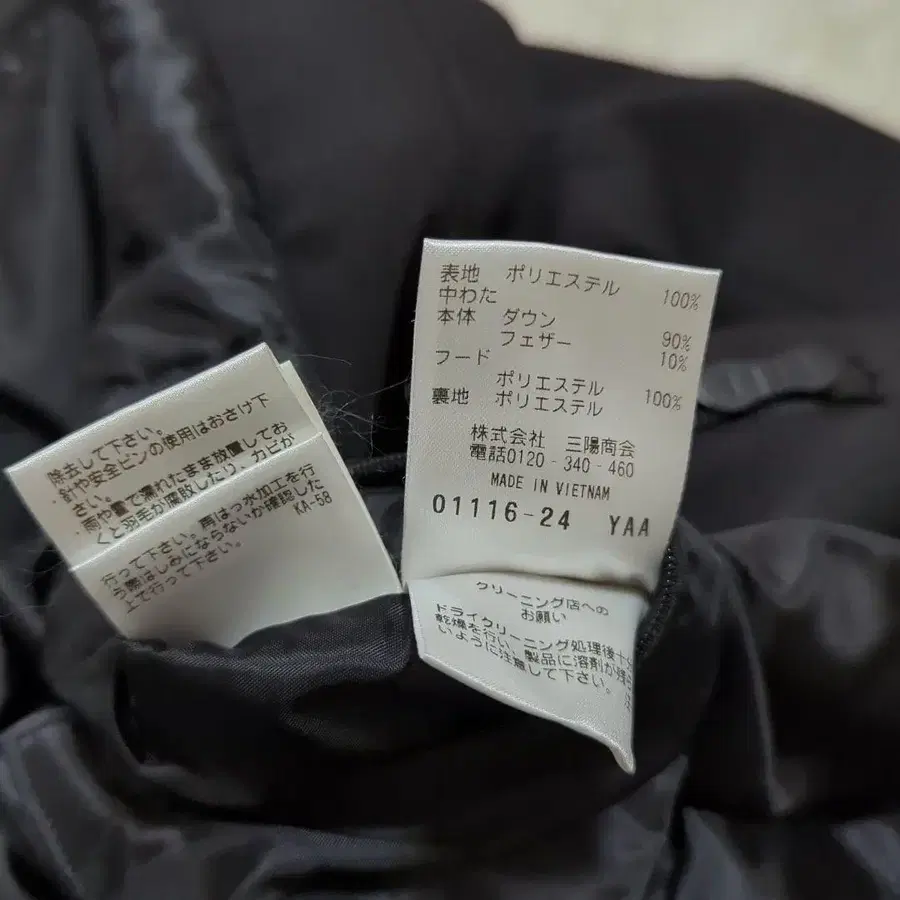 除去して下さい。
・針や安全ピンの使用はおさけ下
さい。
・雨や雪で濡れたまま放置してお
くと羽毛が腐敗したり、カビが
行って下さい。再はっ水加工を行
う際はしみにならないか確認した
上で行って下さい。
KA-58
表地 ポリエステル 100%
中わた
本体 ダウン 90%
フェザー 10%
フード
ポリエステル 100%
裏地 ポリエステル
株式会社 三陽商会
電話0120-340-460
MADE IN VIETNAM
01116-24 YAA
クリーニング店への
お願い
ドライクリーニング処理後十
乾燥を行い、製品に溶剤が残
いように注意して下さい。